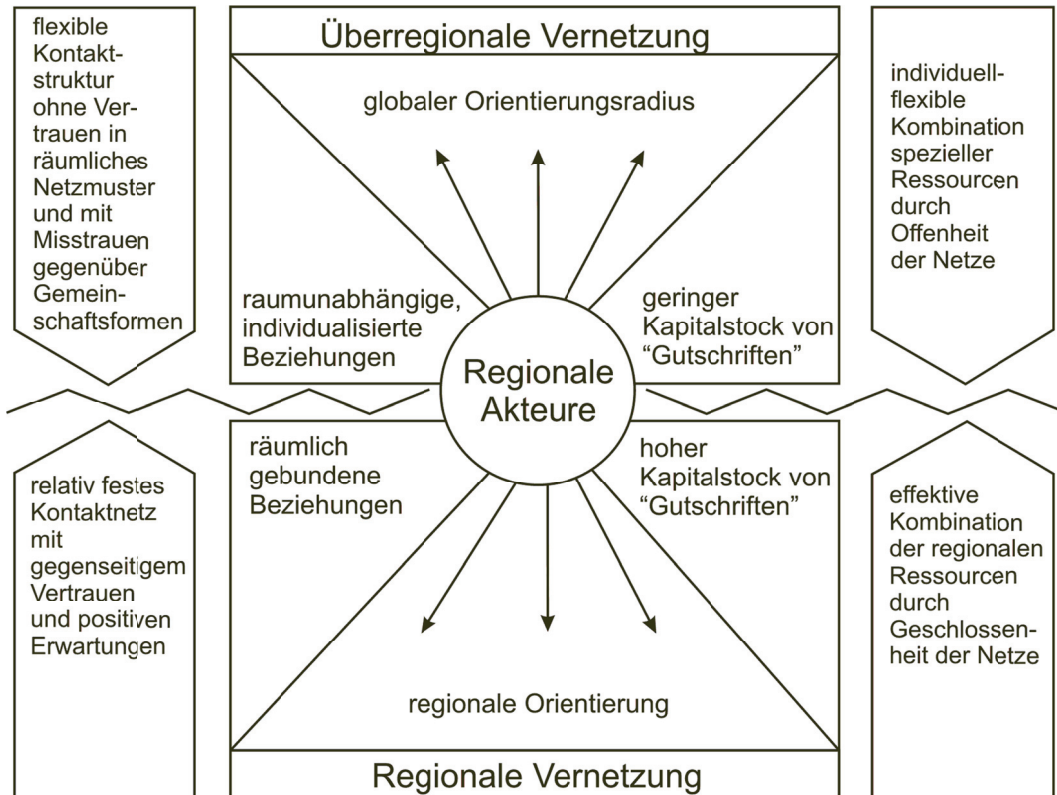 flexible
Kontakt-
struktur
ohne Ver-
trauen in
räumliches
Netzmuster
und mit
Misstrauen
gegenüber
Gemein-
schaftsformen
Überregionale Vernetzung
globaler Orientierungsradius
raumunabhängige,
individualisierte
Beziehungen
geringer
Kapitalstock von
“Gutschriften”
individuell-
flexible
Kombination
spezieller
Ressourcen
durch
Offenheit
der Netze
Regionale
Akteure
relativ festes
Kontaktnetz
mit
gegenseitigem
Vertrauen
und positiven
Erwartungen
räumlich
gebundene
Beziehungen
hoher
Kapitalstock von
“Gutschriften”
regionale Orientierung
Regionale Vernetzung
effektive
Kombination
der regionalen
Ressourcen
durch
Geschlossen-
heit der Netze